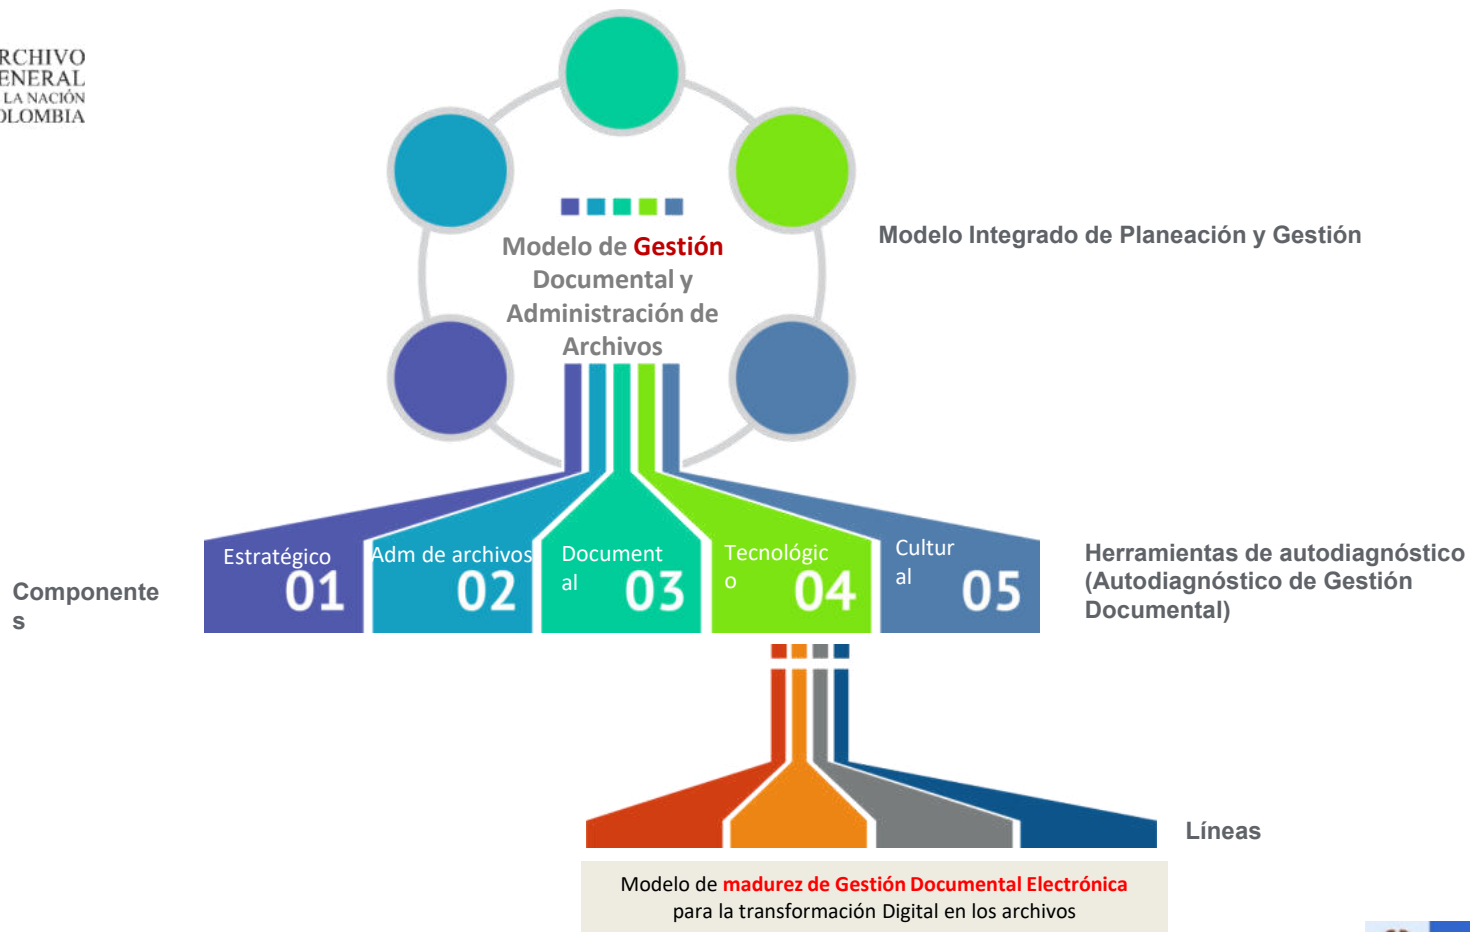 RCHIVO
ENERAL
LA NACIÓN
OLOMBIA
Modelo de Gestión
Documental y
Administración de
Archivos
Modelo Integrado de Planeación y Gestión
Estratégico
01
Adm de archivos
02
Document
al
03
Tecnológic
o
04
Cultur
al
05
Componente
s
Herramientas de autodiagnóstico
(Autodiagnóstico de Gestión
Documental)
Líneas
Modelo de madurez de Gestión Documental Electrónica
para la transformación Digital en los archivos